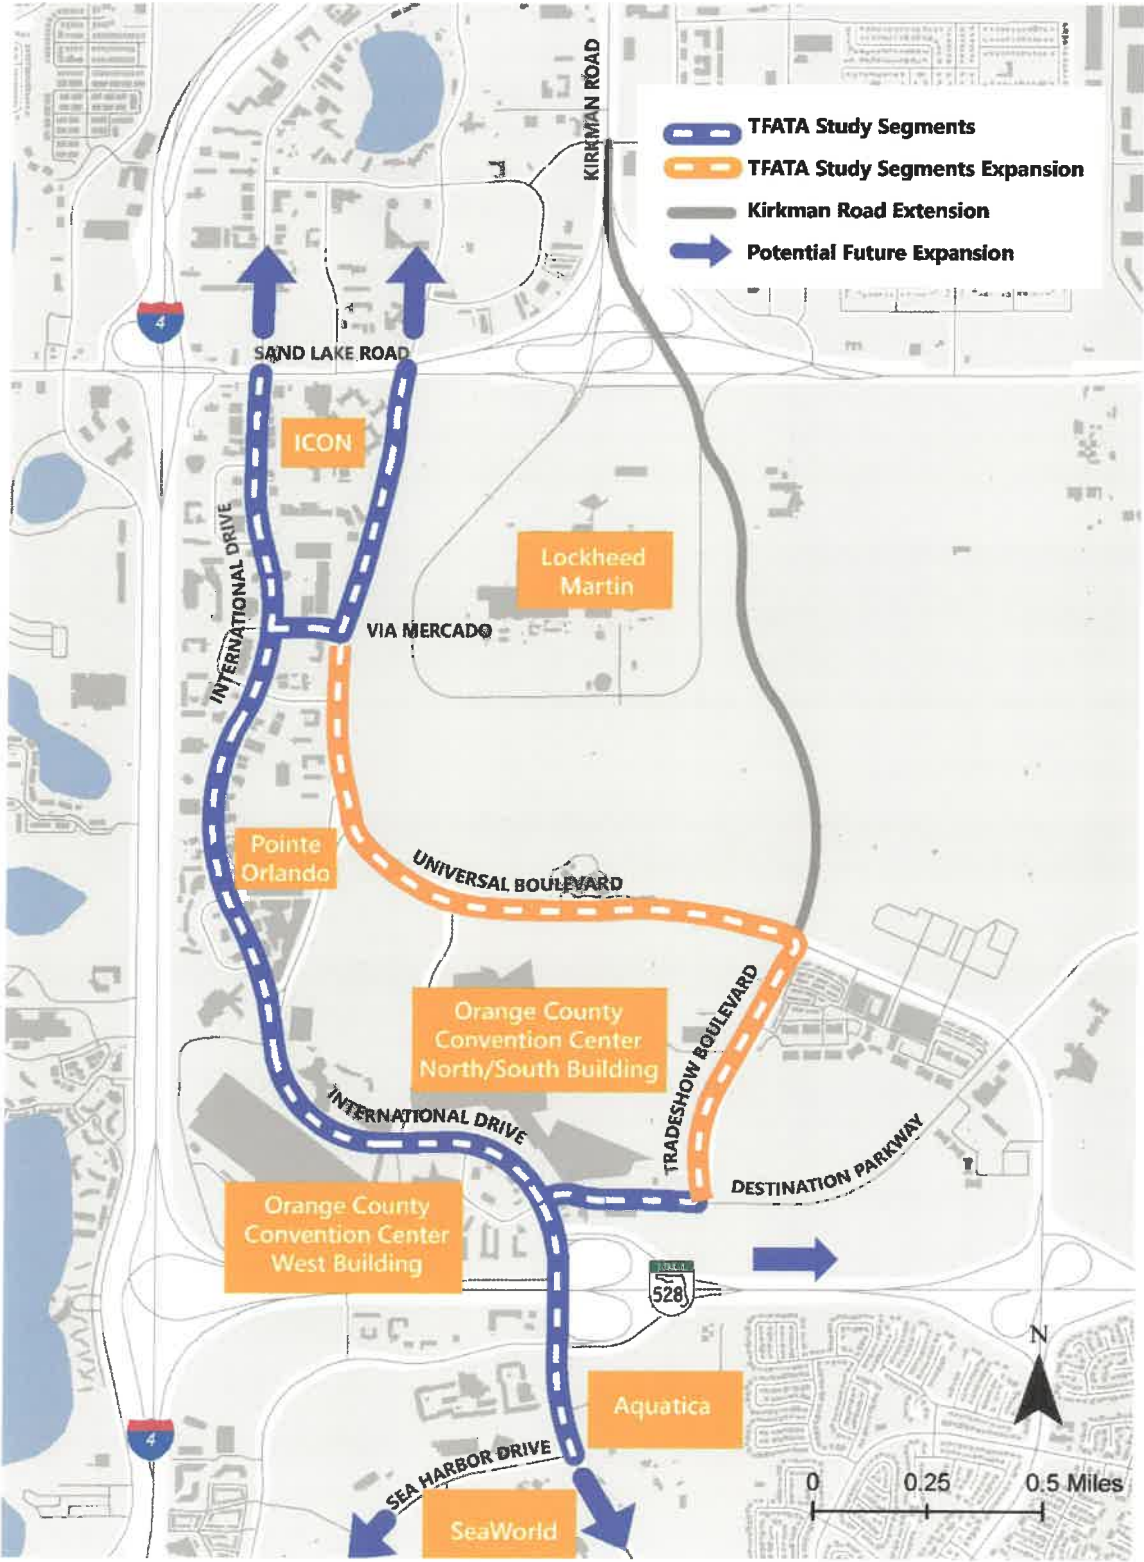 KIRKMAN ROAD
TFATA Study Segments
TFATA Study Segments Expansion
Kirkman Road Extension
Potential Future Expansion
4
SAND LAKE ROAD
ICON
INTERNATIONAL DRIVE
Lockheed
Martin
VIA MERCADO
Pointe
Orlando
UNIVERSAL BOULEVARD
Orange County
Convention Center
North/South Building
TRADESHOW BOULEVARD
INTERNATIONAL DRIVE
DESTINATION PARKWAY
Orange County
Convention Center
West Building
528
N
Aquatica
4
SEA HARBOR DRIVE
SeaWorld
0 0.25 0.5 Miles